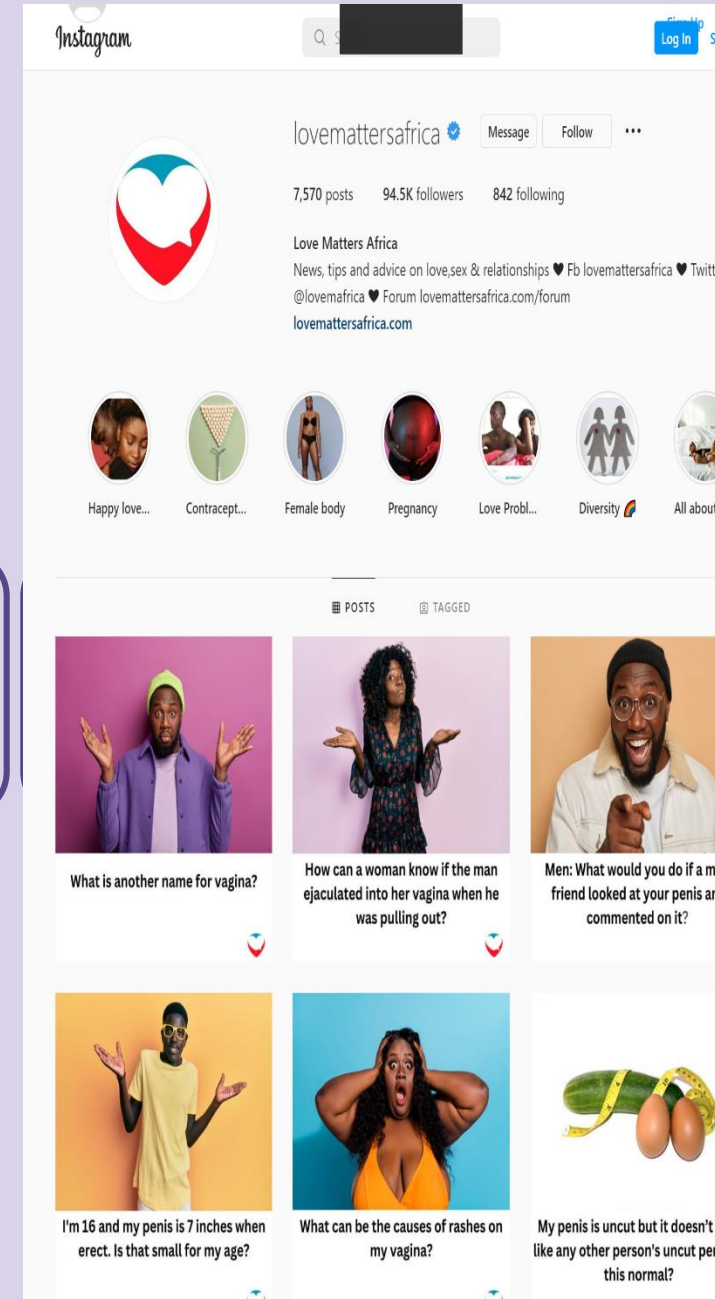 Instagram
Log In
lovemattersafrica Message Follow •••
7,570 posts 94.5K followers 842 following
Love Matters Africa
News, tips and advice on love,sex & relationships ♥ Fb lovemattersafrica ♥ Twitt
@lovemafrica ♥ Forum lovemattersafrica.com/forum
lovemattersafrica.com
Happy love... Contracept... Female body Pregnancy Love Probl... Diversity 🌈 All about
POSTS TAGGED
What is another name for vagina?
How can a woman know if the man
ejaculated into her vagina when he
was pulling out?
Men: What would you do if a m
friend looked at your penis an
commented on it?
I'm 16 and my penis is 7 inches when
erect. Is that small for my age?
What can be the causes of rashes on
my vagina?
My penis is uncut but it doesn't
like any other person's uncut pe
this normal?